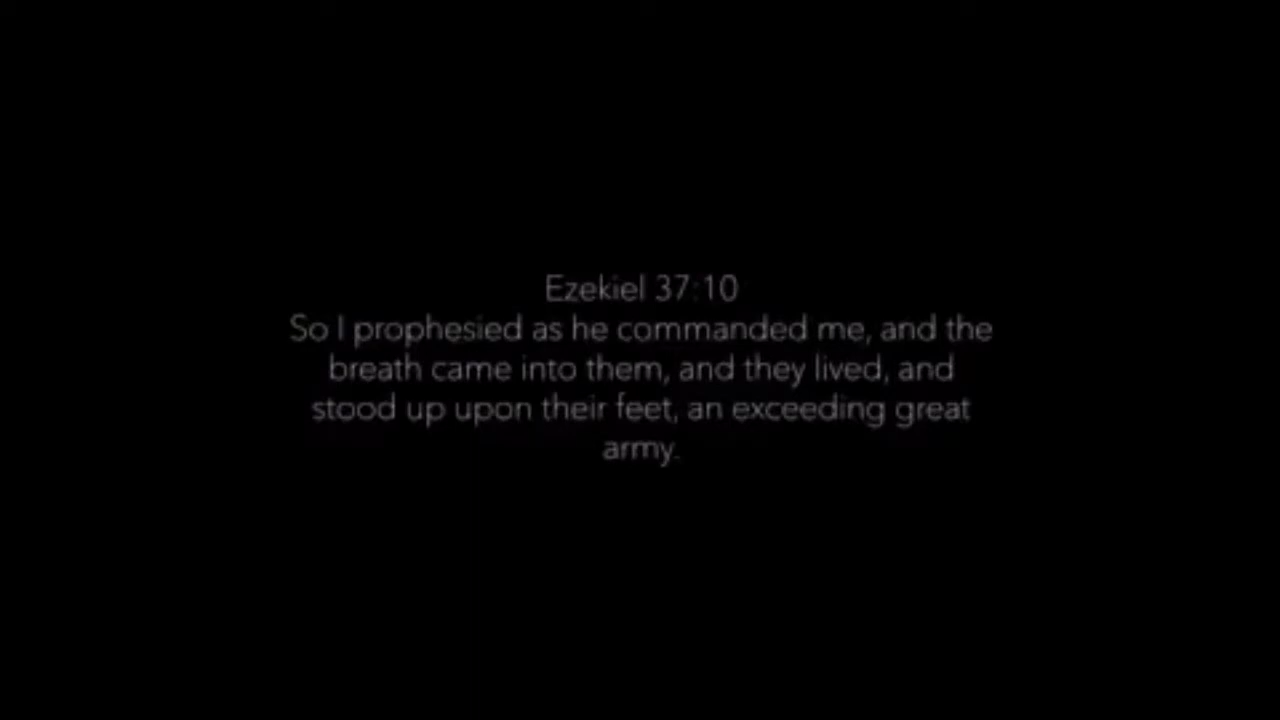 Ezekiel 37:10
So I prophesied as he commanded me, and the
breath came into them, and they lived, and
stood up upon their feet, an exceeding great
army.